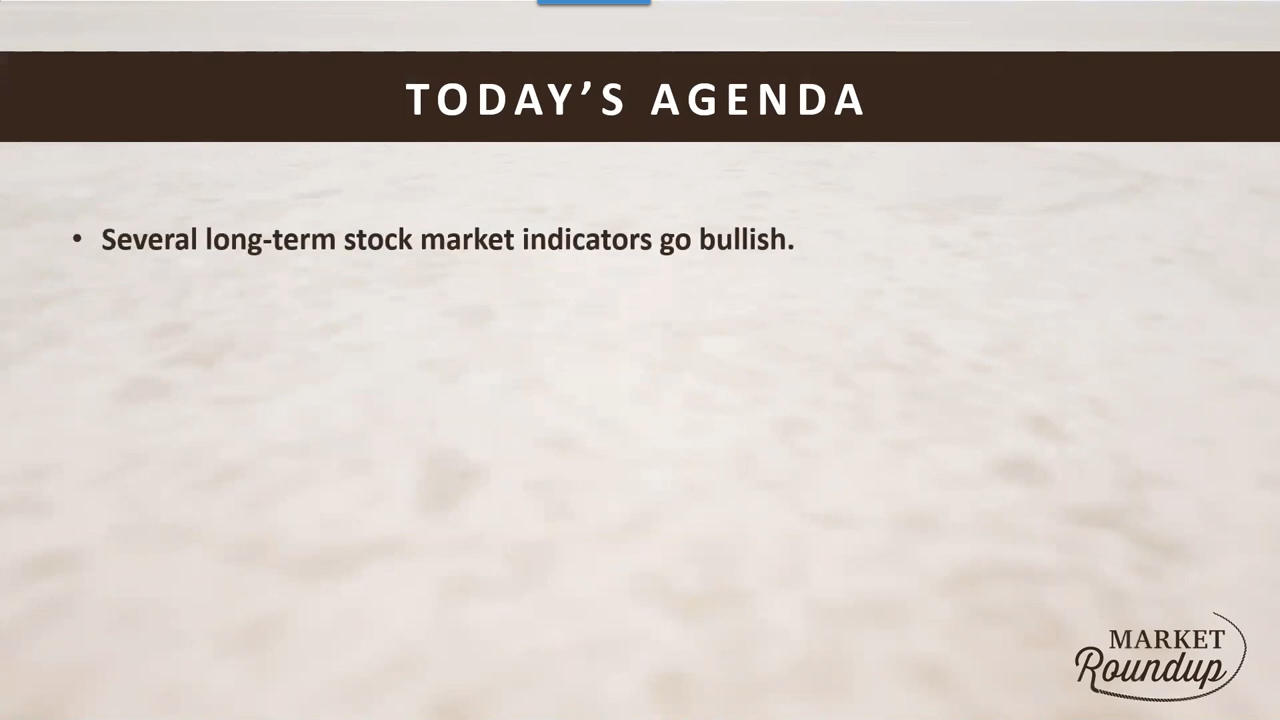 TODAY’S AGENDA
• Several long-term stock market indicators go bullish.
MARKET
Roundup